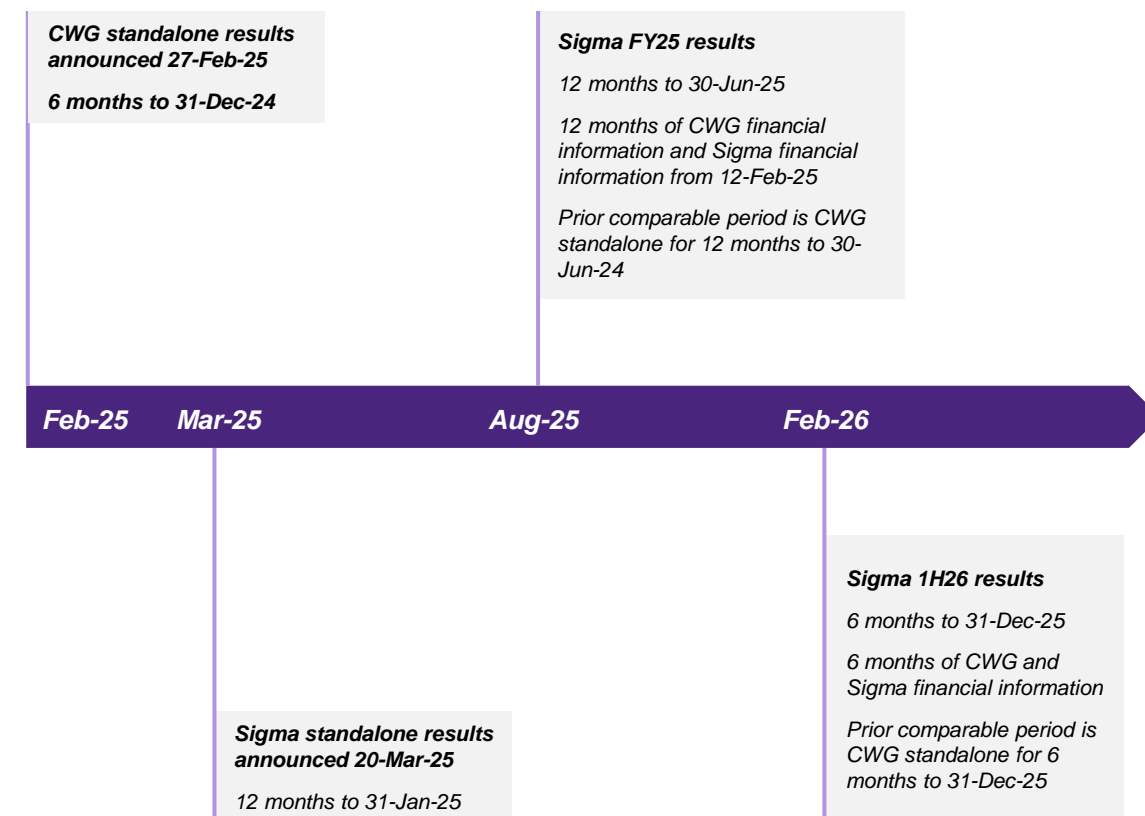 CWG standalone results
announced 27-Feb-25
6 months to 31-Dec-24
Sigma FY25 results
12 months to 30-Jun-25
12 months of CWG financial
information and Sigma financial
information from 12-Feb-25
Prior comparable period is CWG
standalone for 12 months to 30-
Jun-24
Feb-25
Mar-25
Aug-25
Feb-26
Sigma standalone results
announced 20-Mar-25
12 months to 31-Jan-25
Sigma 1H26 results
6 months to 31-Dec-25
6 months of CWG and
Sigma financial information
Prior comparable period is
CWG standalone for 6
months to 31-Dec-25